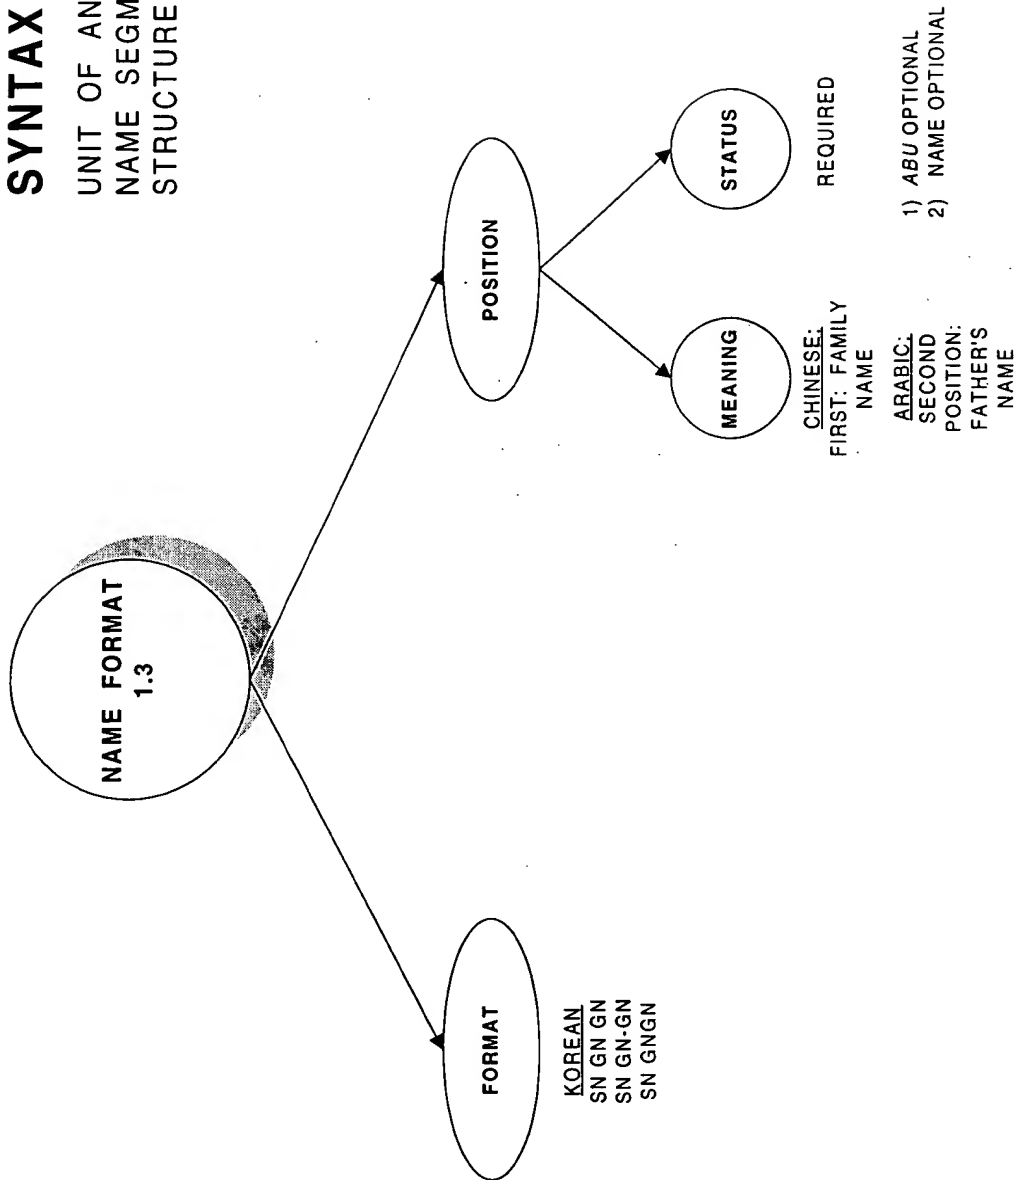 SYNTAX
UNIT OF AN
NAME SEGM
STRUCTURE
NAME FORMAT
1.3
FORMAT
POSITION
KOREAN
SN GN GN
SN GN-GN
SN GNGN
MEANING
STATUS
CHINESE:
FIRST: FAMILY
NAME
REQUIRED
ARABIC:
SECOND
POSITION:
FATHER'S
NAME
1) ABU OPTIONAL
2) NAME OPTIONAL